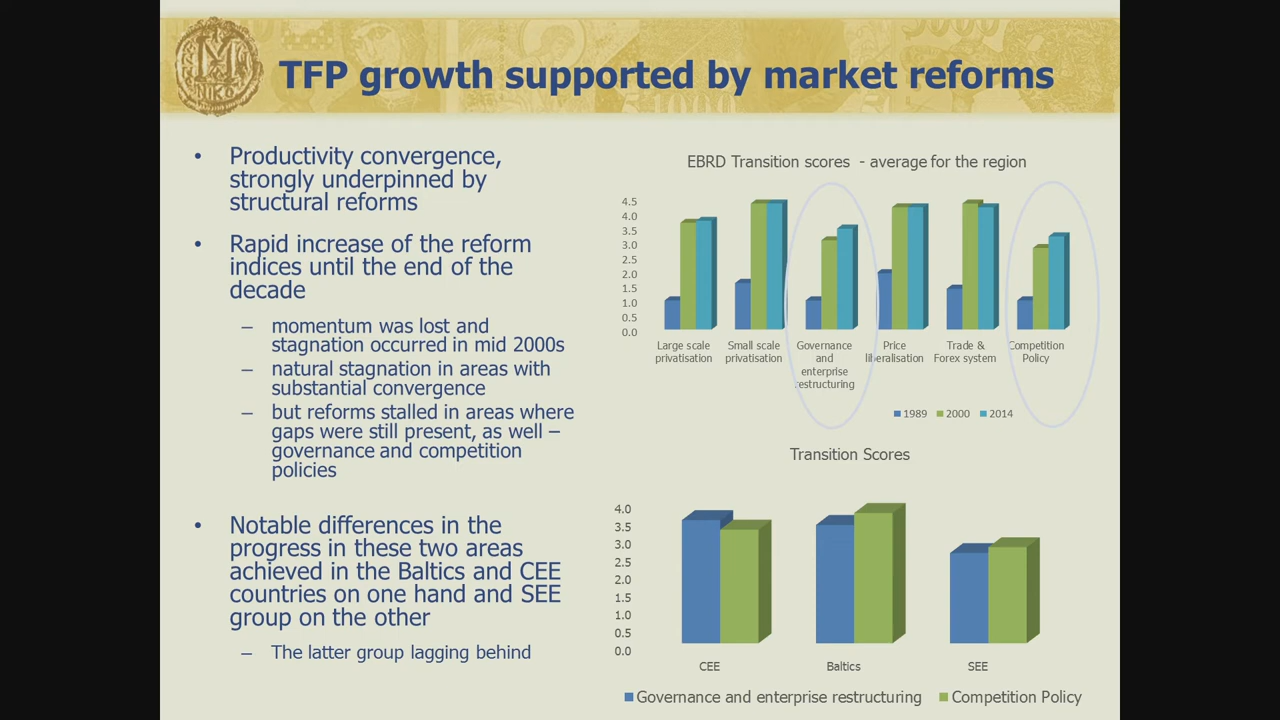 TFP growth supported by market reforms
• Productivity convergence,
strongly underpinned by
structural reforms
• Rapid increase of the reform
indices until the end of the
decade
– momentum was lost and
stagnation occurred in mid 2000s
– natural stagnation in areas with
substantial convergence
– but reforms stalled in areas where
gaps were still present, as well –
governance and competition
policies
• Notable differences in the
progress in these two areas
achieved in the Baltics and CEE
countries on one hand and SEE
group on the other
– The latter group lagging behind
EBRD Transition scores - average for the region
4.5
4.0
3.5
3.0
2.5
2.0
1.5
1.0
0.5
0.0
Large scale
privatisation
Small scale
privatisation
Governance
and
enterprise
restructuring
Price
liberalisation
Trade &
Forex system
Competition
Policy
1989 2000 2014
Transition Scores
4.0
3.5
3.0
2.5
2.0
1.5
1.0
0.5
0.0
CEE Baltics SEE
Governance and enterprise restructuring Competition Policy